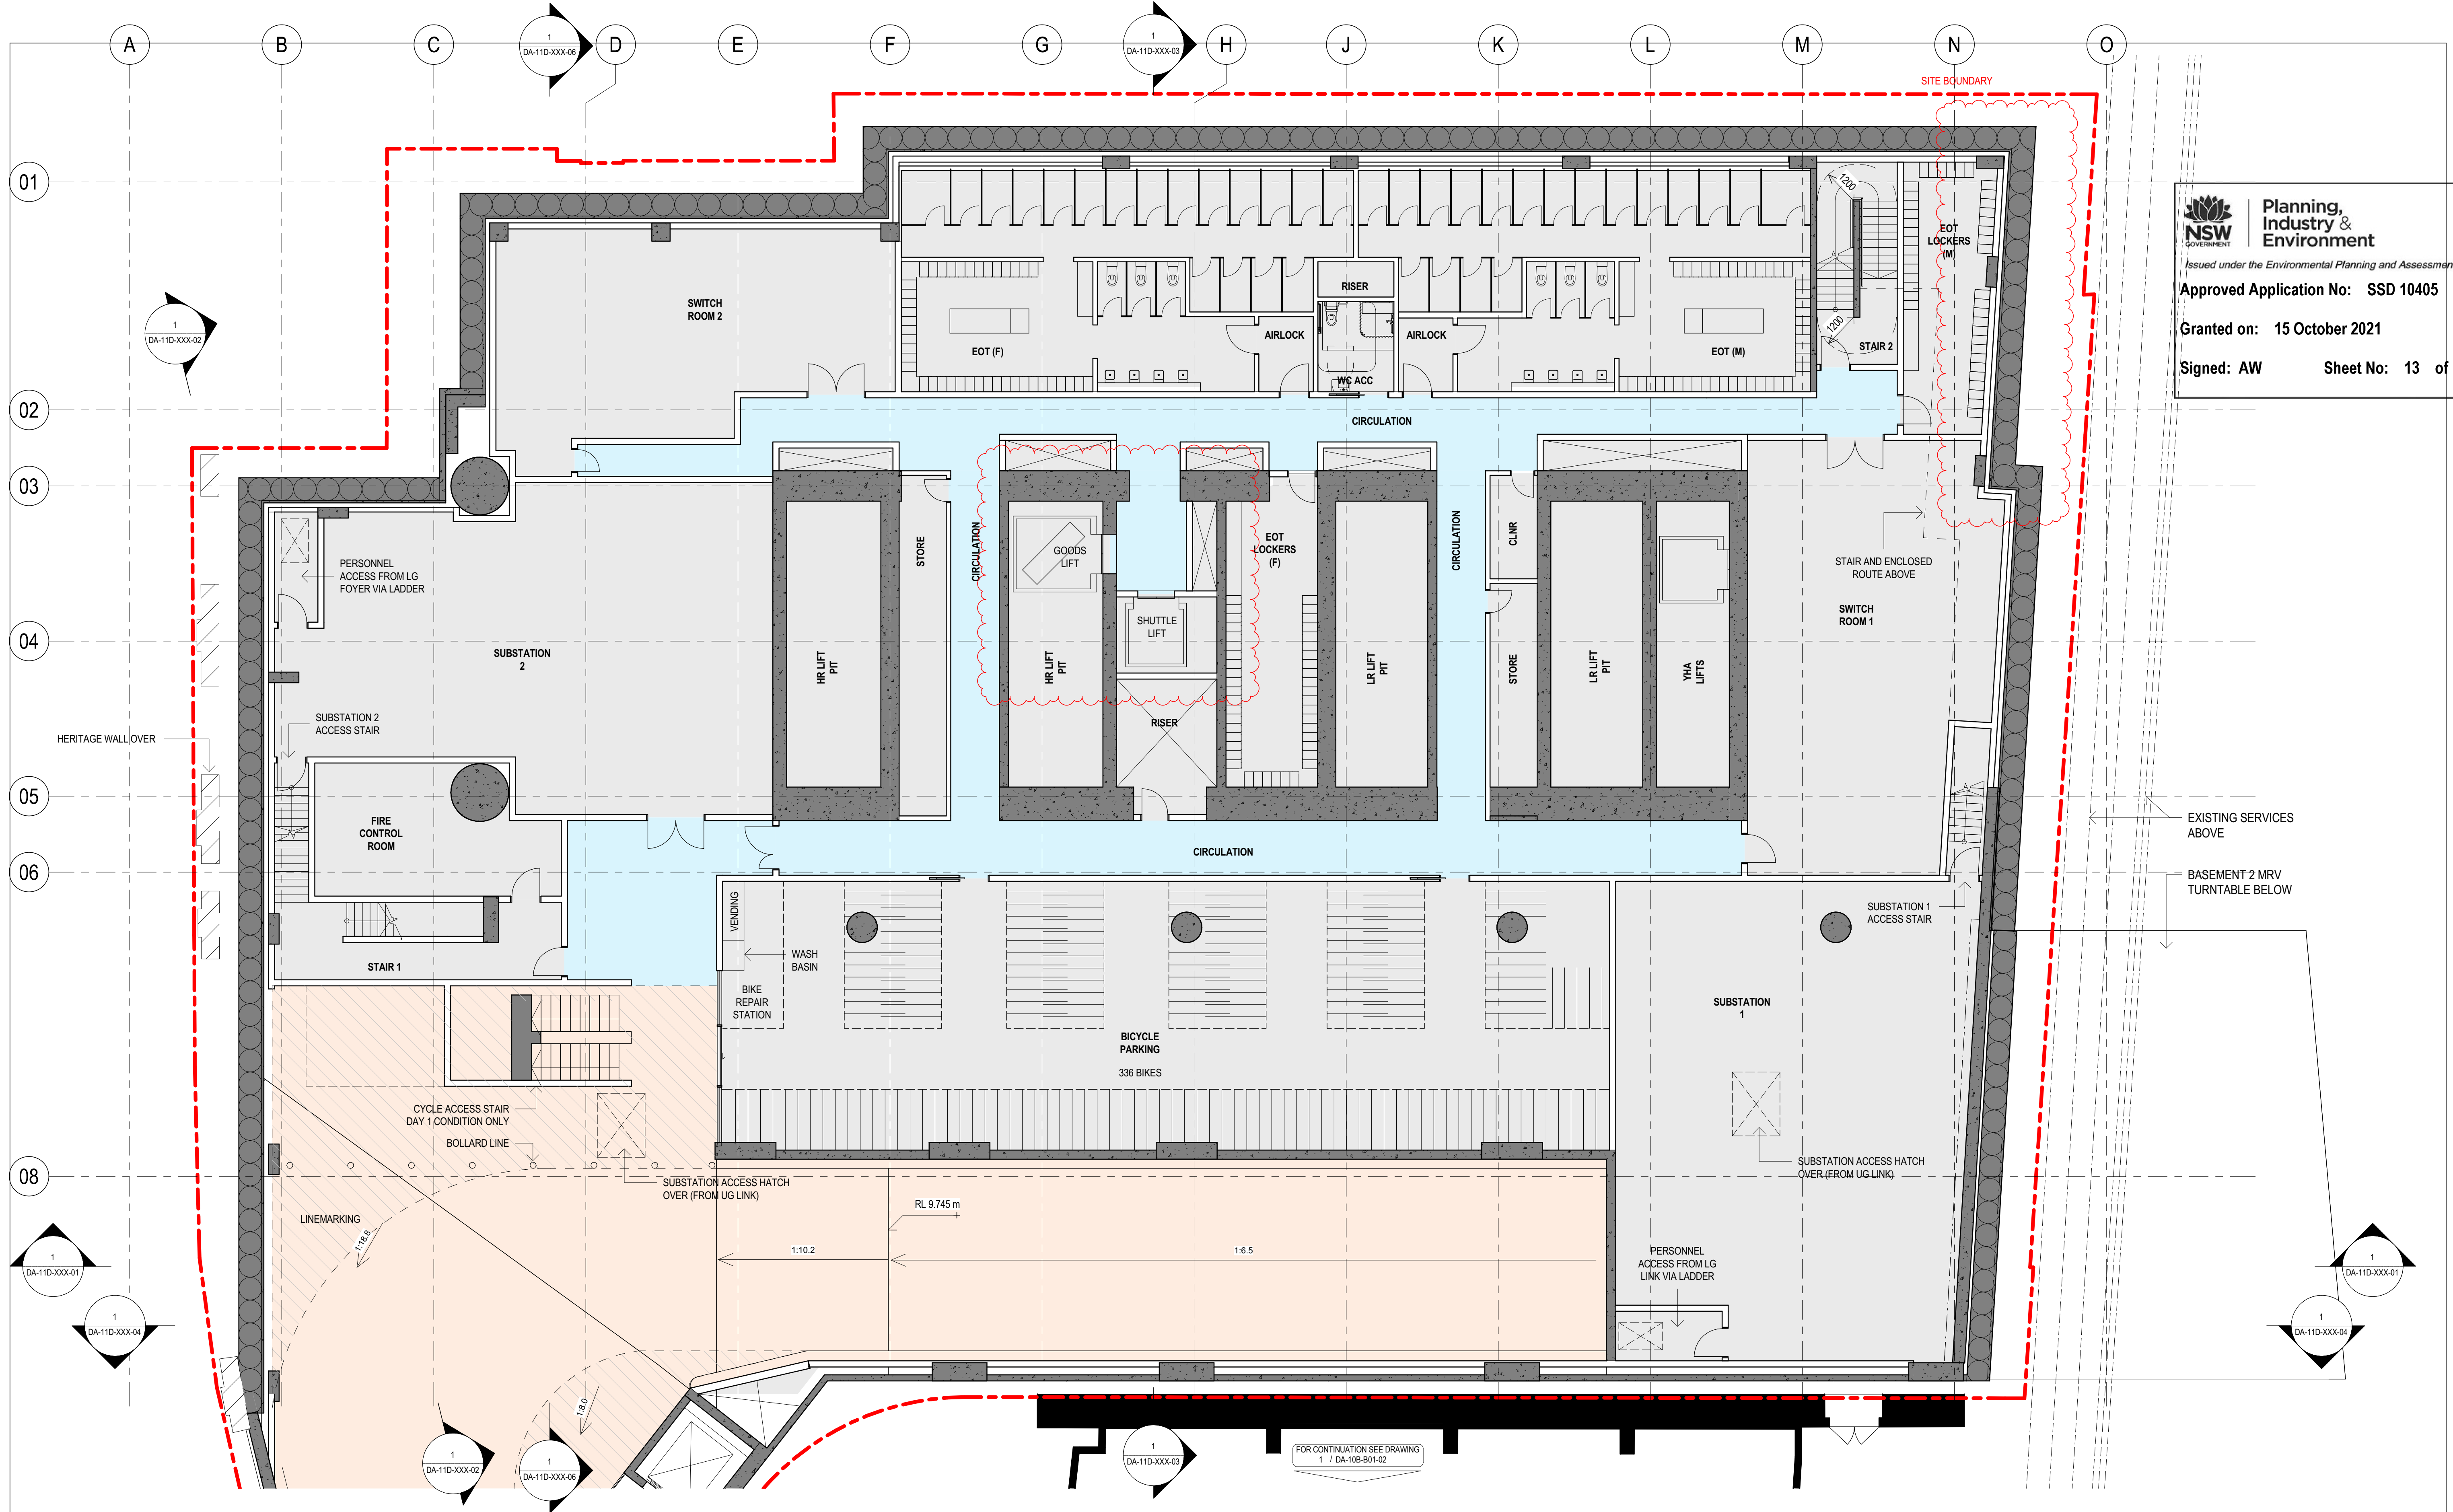 A
B
C
1
DA-11D-XXX-06
D
E
F
G
1
DA-11D-XXX-03
H
J
K
L
M
N
O
SITE BOUNDARY
01
02
03
04
05
06
08
NSW
GOVERNMENT
Planning,
Industry &
Environment
Issued under the Environmental Planning and Assessmen
Approved Application No: SSD 10405
Granted on: 15 October 2021
Signed: AW Sheet No: 13 of
1
DA-11D-XXX-02
SWITCH
ROOM 2
EOT (F)
AIRLOCK
RISER
WC ACC
AIRLOCK
EOT (M)
1200
1200
STAIR 2
EOT
LOCKERS
(M)
CIRCULATION
PERSONNEL
ACCESS FROM LG
FOYER VIA LADDER
SUBSTATION
2
HR LIFT
PIT
STORE
CIRCULATION
GOODS
LIFT
HR LIFT
PIT
SHUTTLE
LIFT
RISER
EOT
LOCKERS
(F)
LR LIFT
PIT
CIRCULATION
CLNR
STORE
LR LIFT
PIT
YHA
LIFTS
STAIR AND ENCLOSED
ROUTE ABOVE
SWITCH
ROOM 1
HERITAGE WALL OVER
SUBSTATION 2
ACCESS STAIR
FIRE
CONTROL
ROOM
CIRCULATION
EXISTING SERVICES
ABOVE
BASEMENT 2 MRV
TURNTABLE BELOW
SUBSTATION 1
ACCESS STAIR
STAIR 1
VENDING
WASH
BASIN
BIKE
REPAIR
STATION
BICYCLE
PARKING
336 BIKES
SUBSTATION
1
CYCLE ACCESS STAIR
DAY 1 CONDITION ONLY
BOLLARD LINE
SUBSTATION ACCESS HATCH
OVER (FROM UG LINK)
SUBSTATION ACCESS HATCH
OVER (FROM UG LINK)
LINEMARKING
1:18.8
RL 9.745 m
1:10.2
1:6.5
PERSONNEL
ACCESS FROM LG
LINK VIA LADDER
1
DA-11D-XXX-01
1
DA-11D-XXX-04
1
DA-11D-XXX-01
1
DA-11D-XXX-04
1:8.0
1
DA-11D-XXX-02
1
DA-11D-XXX-06
1
DA-11D-XXX-03
FOR CONTINUATION SEE DRAWING
1 / DA-10B-B01-02